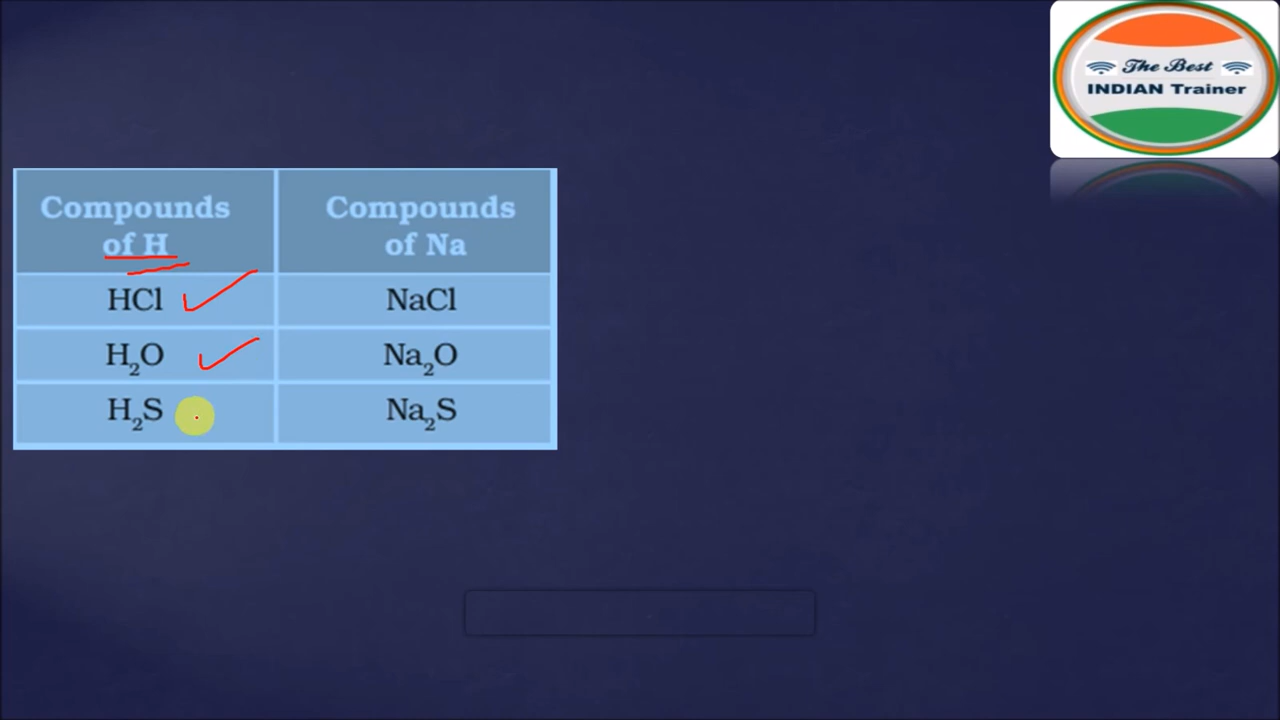 The Best
INDIAN Trainer
Compounds of H
Compounds of Na
HCl
NaCl
H₂O
Na₂O
H₂S
Na₂S